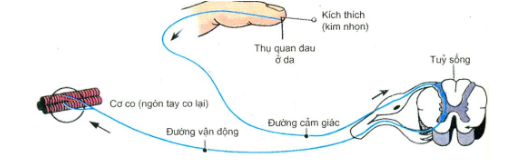 Kích thích
(kim nhọn)
Thụ quan đau
ở da
Tuỷ sống
Cơ co (ngón tay co lại)
Đường cảm giác
Đường vận động